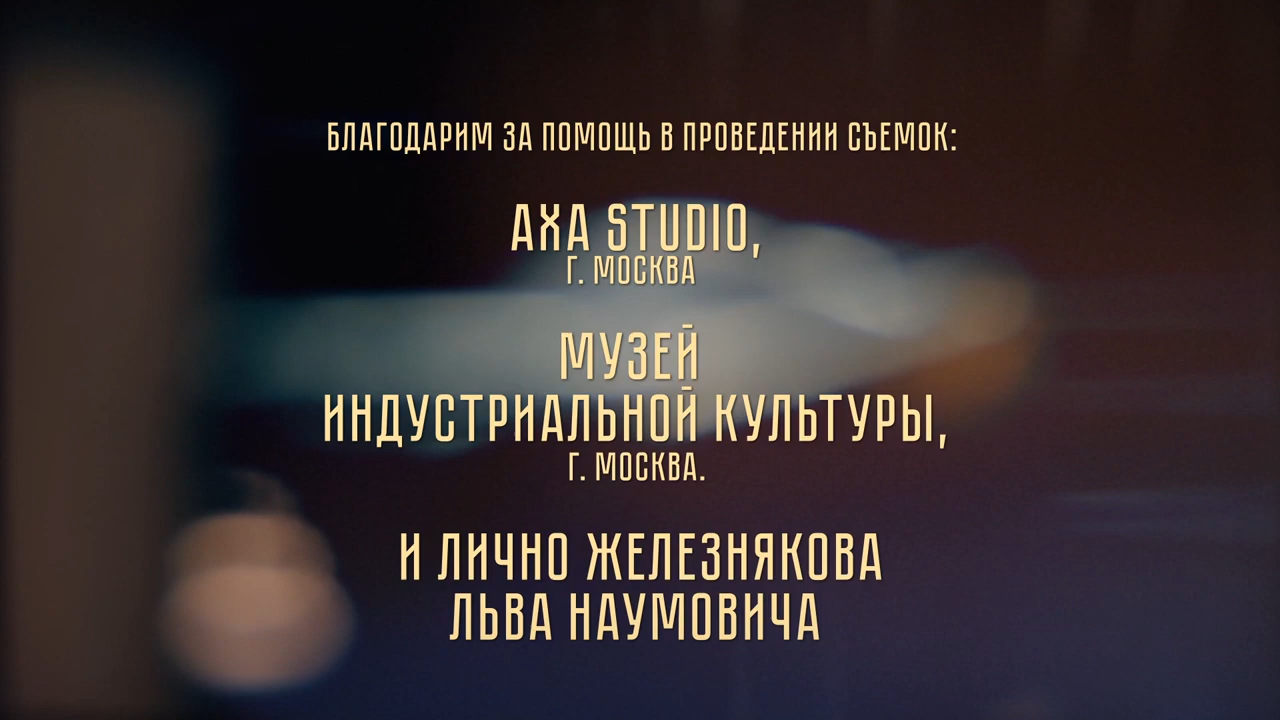 БЛАГОДАРИМ ЗА ПОМОЩЬ В ПРОВЕДЕНИИ СЪЕМОК:
AXA STUDIO,
Г. МОСКВА
МУЗЕЙ
ИНДУСТРИАЛЬНОЙ КУЛЬТУРЫ,
Г. МОСКВА.
И ЛИЧНО ЖЕЛЕЗНЯКОВА
ЛЬВА НАУМОВИЧА